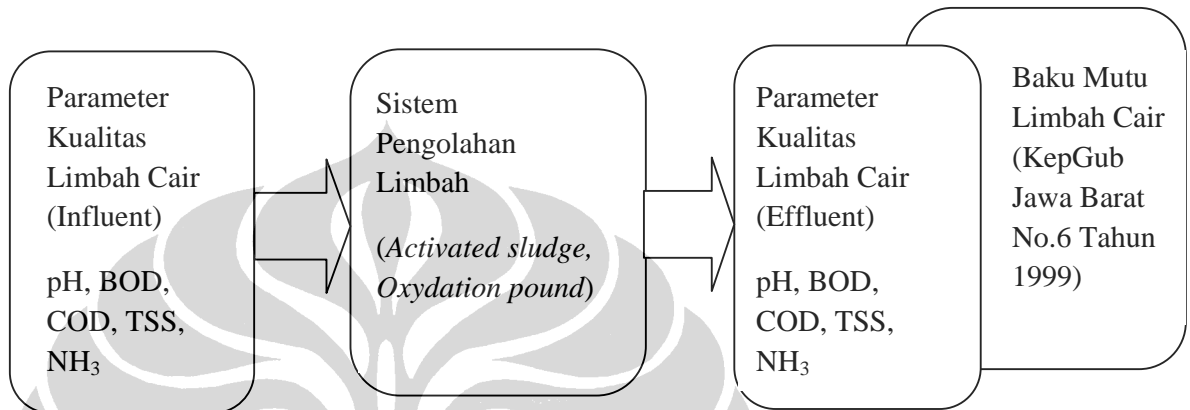 Parameter
Kualitas
Limbah Cair
(Influent)
pH, BOD,
COD, TSS,
NH₃
Sistem
Pengolahan
Limbah
(Activated sludge,
Oxydation pound)
Parameter
Kualitas
Limbah Cair
(Effluent)
pH, BOD,
COD, TSS,
NH₃
Baku Mutu
Limbah Cair
(KepGub
Jawa Barat
No.6 Tahun
1999)